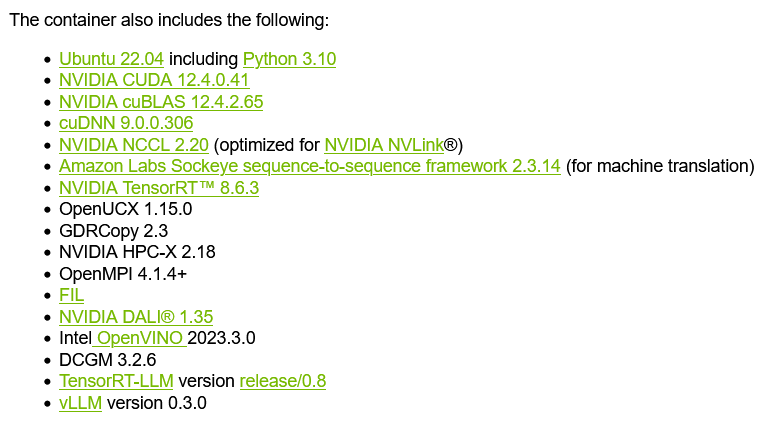 The container also includes the following:
• Ubuntu 22.04 including Python 3.10
• NVIDIA CUDA 12.4.0.41
• NVIDIA cuBLAS 12.4.2.65
• cuDNN 9.0.0.306
• NVIDIA NCCL 2.20 (optimized for NVIDIA NVLink®)
• Amazon Labs Sockeye sequence-to-sequence framework 2.3.14 (for machine translation)
• NVIDIA TensorRT™ 8.6.3
• OpenUCX 1.15.0
• GDRCopy 2.3
• NVIDIA HPC-X 2.18
• OpenMPI 4.1.4+
• FIL
• NVIDIA DALI® 1.35
• Intel OpenVINO 2023.3.0
• DCGM 3.2.6
• TensorRT-LLM version release/0.8
• vLLM version 0.3.0